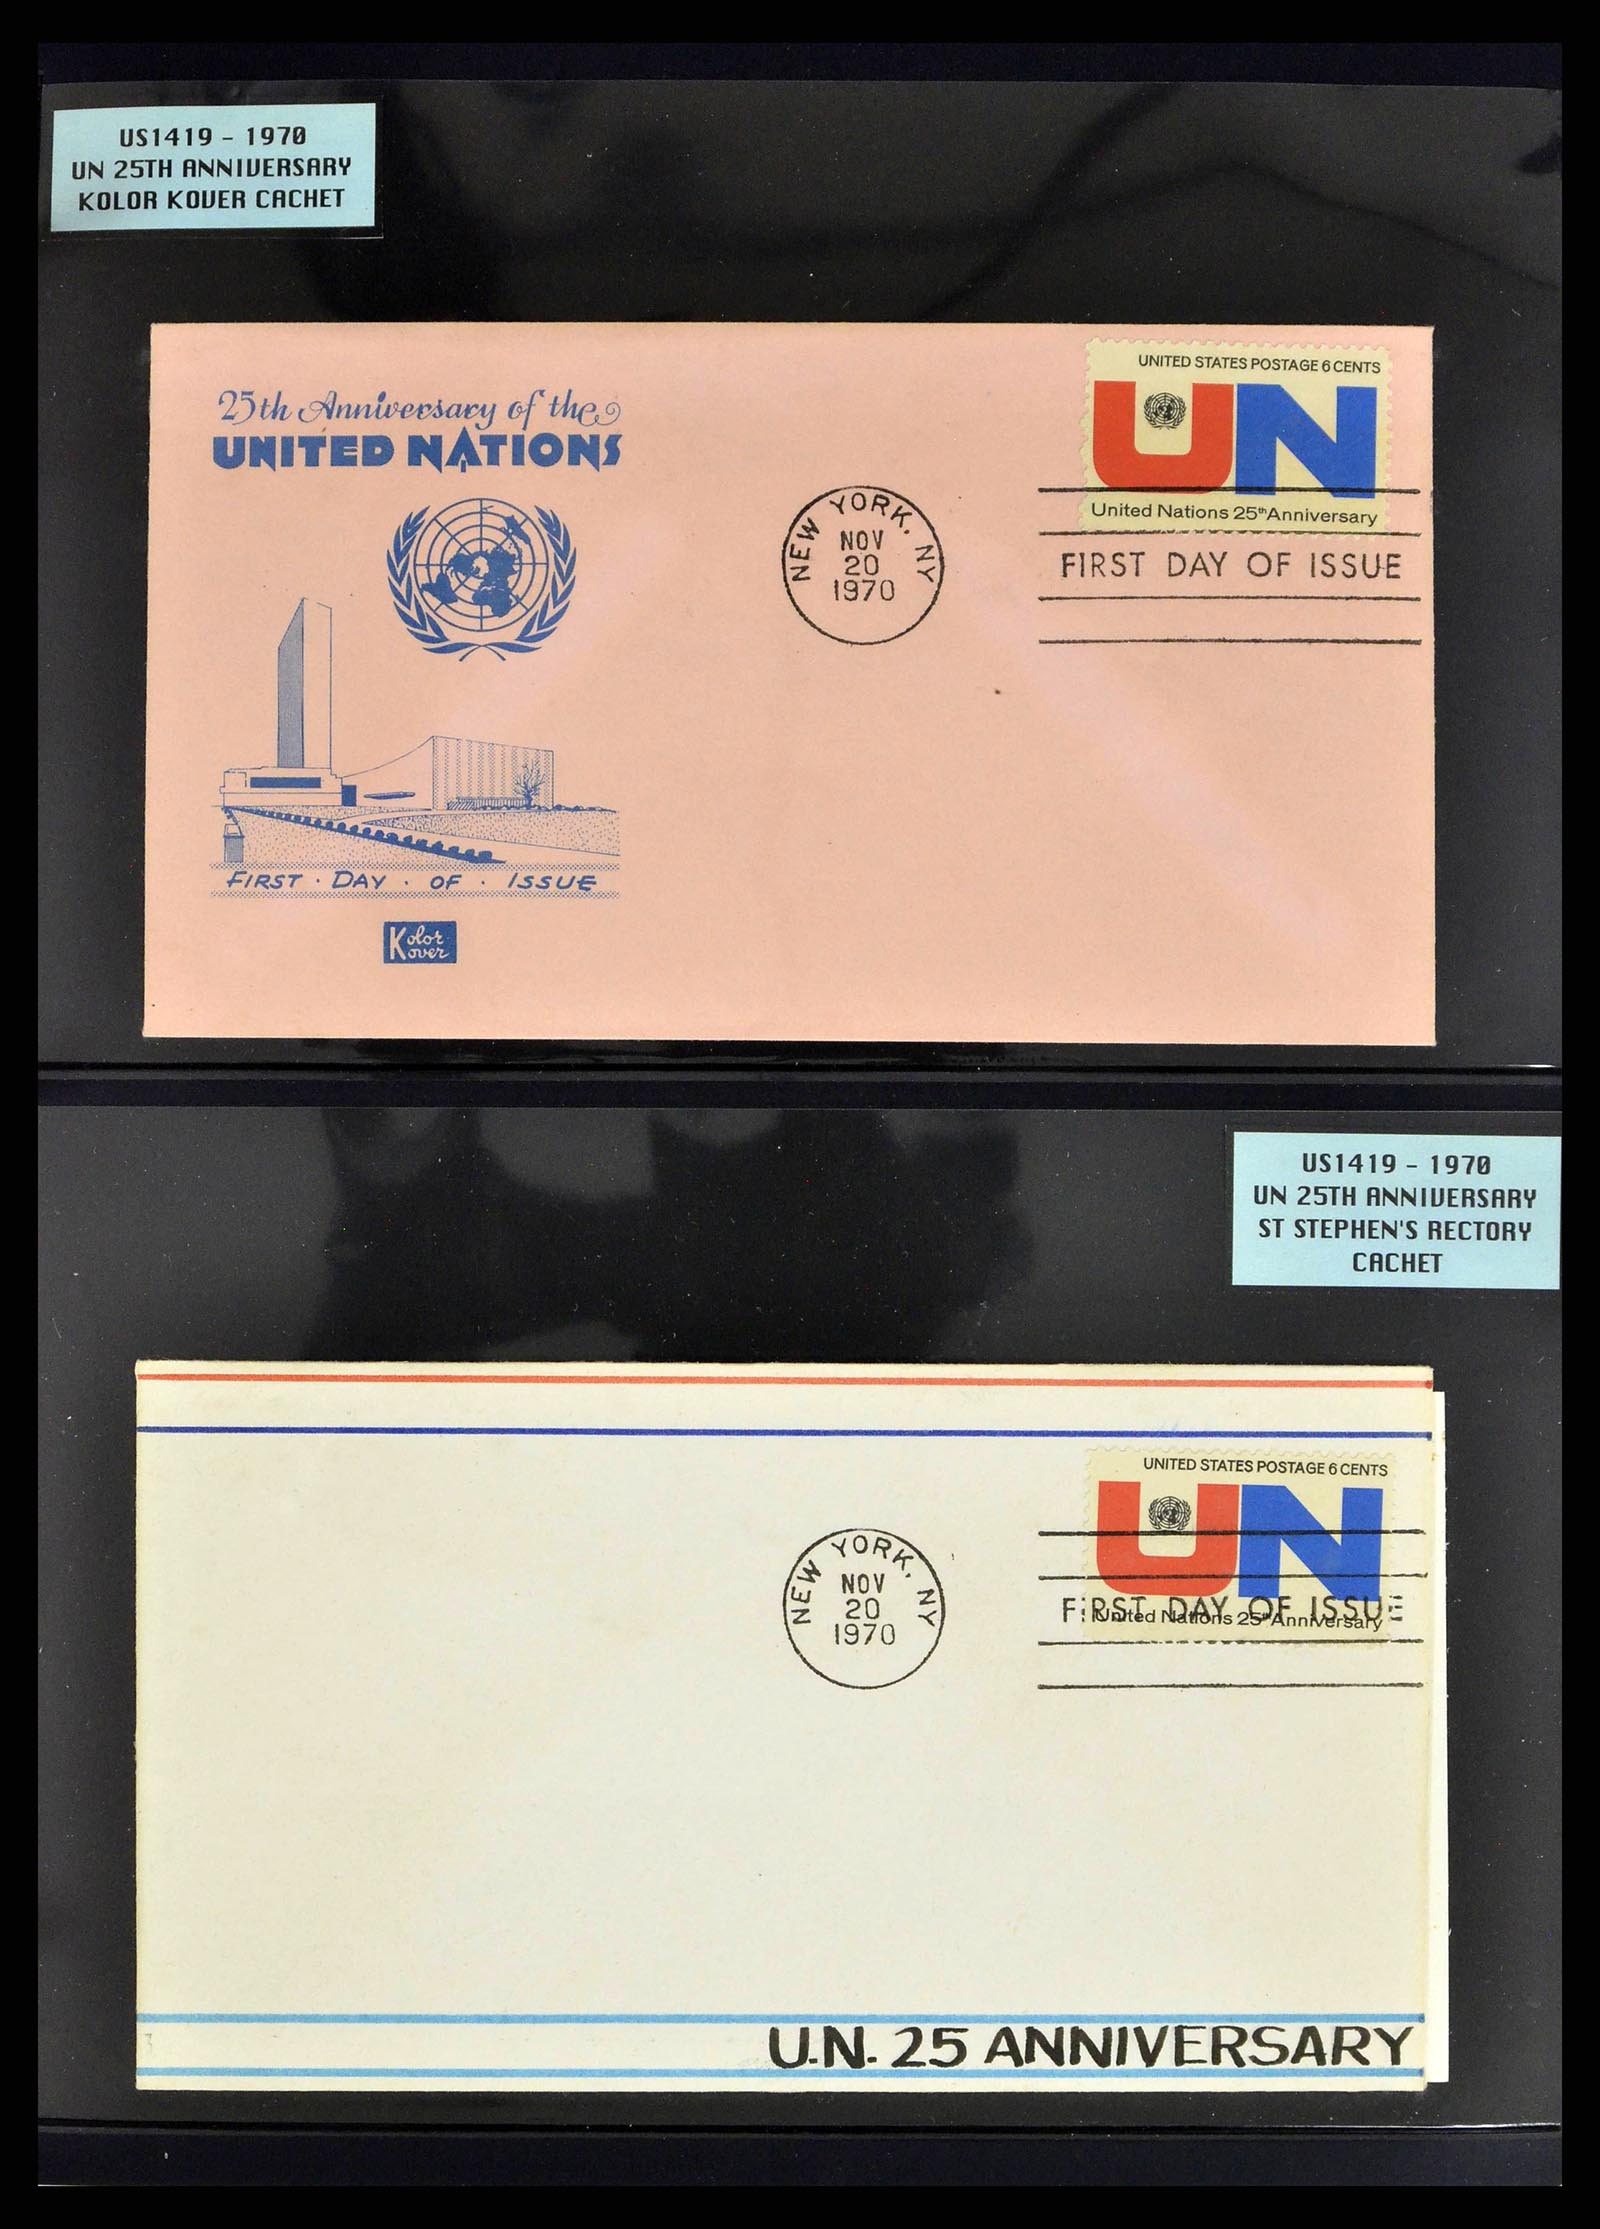 US1419 - 1970
UN 25TH ANNIVERSARY
KOLOR KOVER CACHET
25th Anniversary of the
UNITED NATIONS
FIRST · DAY · OF · ISSUE
Kolor
Kover
NEW YORK, NY
NOV
20
1970
UNITED STATES POSTAGE 6 CENTS
UN
United Nations 25th Anniversary
FIRST DAY OF ISSUE
US1419 - 1970
UN 25TH ANNIVERSARY
ST STEPHEN'S RECTORY
CACHET
NEW YORK, NY
NOV
20
1970
UNITED STATES POSTAGE 6 CENTS
UN
FIRST DAY OF ISSUE
United Nations 25th Anniversary
U.N. 25 ANNIVERSARY